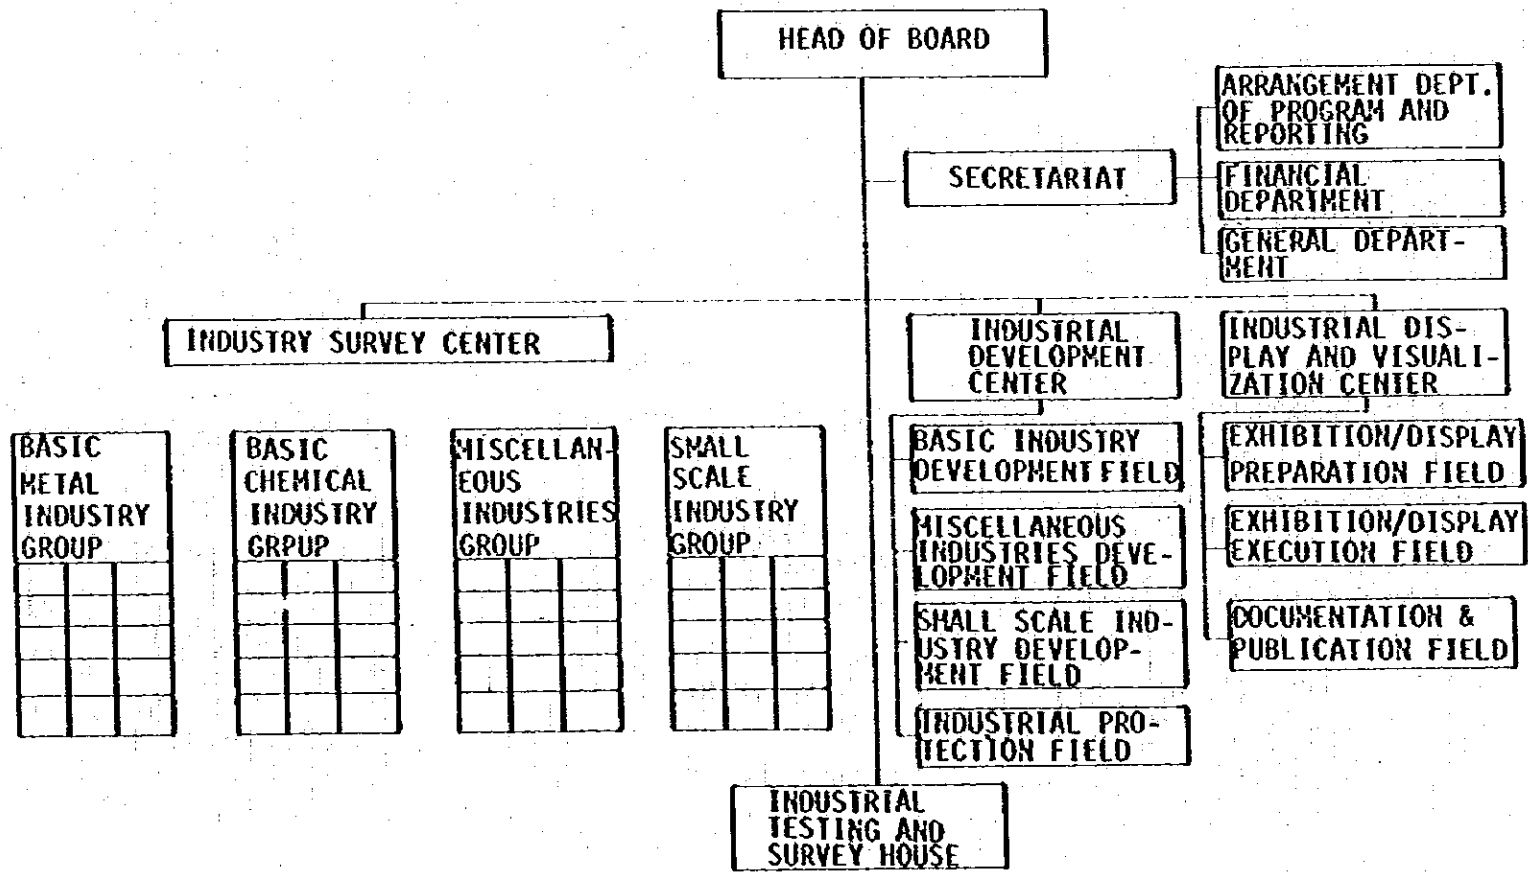 HEAD OF BOARD
ARRANGEMENT DEPT.
OF PROGRAM AND
REPORTING
SECRETARIAT
FINANCIAL
DEPARTMENT
GENERAL DEPART-
MENT
INDUSTRY SURVEY CENTER
INDUSTRIAL
DEVELOPMENT
CENTER
INDUSTRIAL DIS-
PLAY AND VISUALI-
ZATION CENTER
BASIC
METAL
INDUSTRY
GROUP
BASIC
CHEMICAL
INDUSTRY
GRPUP
MISCELLAN-
EOUS
INDUSTRIES
GROUP
SMALL
SCALE
INDUSTRY
GROUP
BASIC INDUSTRY
DEVELOPMENT FIELD
MISCELLANEOUS
INDUSTRIES DEVE-
LOPMENT FIELD
SMALL SCALE IND-
USTRY DEVELOP-
MENT FIELD
INDUSTRIAL PRO-
TECTION FIELD
EXHIBITION/DISPLAY
PREPARATION FIELD
EXHIBITION/DISPLAY
EXECUTION FIELD
DOCUMENTATION &
PUBLICATION FIELD
INDUSTRIAL
TESTING AND
SURVEY HOUSE